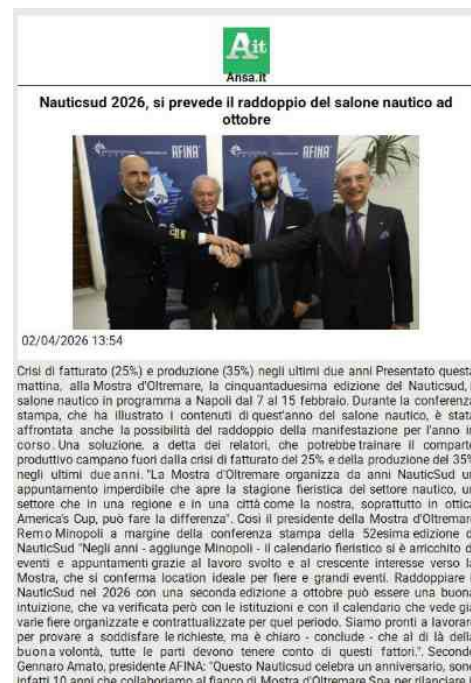 Ait
Ansa.it
Nauticsud 2026, si prevede il raddoppio del salone nautico ad
ottobre
AFINA
AFINA
02/04/2026 13:54
Crisi di fatturato (25%) e produzione (35%) negli ultimi due anni Presentato questa
mattina, alla Mostra d'Oltremare, la cinquantaduesima edizione del Nauticsud,
salone nautico in programma a Napoli dal 7 al 15 febbraio. Durante la conferenza
stampa, che ha illustrato i contenuti di quest'anno del salone nautico, è stata
affrontata anche la possibilità del raddoppio della manifestazione per l'anno in
corso. Una soluzione, a detta dei relatori, che potrebbe trainare il comparto
produttivo campano fuori dalla crisi di fatturato del 25% e della produzione del 35%
negli ultimi due anni. "La Mostra d'Oltremare organizza da anni NauticSud un
appuntamento imperdibile che apre la stagione fieristica del settore nautico, un
settore che in una regione e in una città come la nostra, soprattutto in ottica
America's Cup, può fare la differenza". Così il presidente della Mostra d'Oltremare
Remo Minopoli a margine della conferenza stampa della 52esima edizione di
NauticSud "Negli anni - aggiunge Minopoli - il calendario fieristico si è arricchito di
eventi e appuntamenti grazie al lavoro svolto e al crescente interesse verso la
Mostra, che si conferma location ideale per fiere e grandi eventi. Raddoppiare il
NauticSud nel 2026 con una seconda edizione a ottobre può essere una buona
intuizione, che va verificata però con le istituzioni e con il calendario che vede già
varie fiere organizzate e contrattualizzate per quel periodo. Siamo pronti a lavorare
per provare a soddisfare le richieste, ma è chiaro - conclude - che al di là della
buona volontà, tutte le parti devono tenere conto di questi fattori.". Secondo
Gennaro Amato, presidente AFINA: "Questo Nauticsud celebra un anniversario, sono
infatti 10 anni che collaboriamo al fianco di Mostra d'Oltremare Spa per rilanciare il